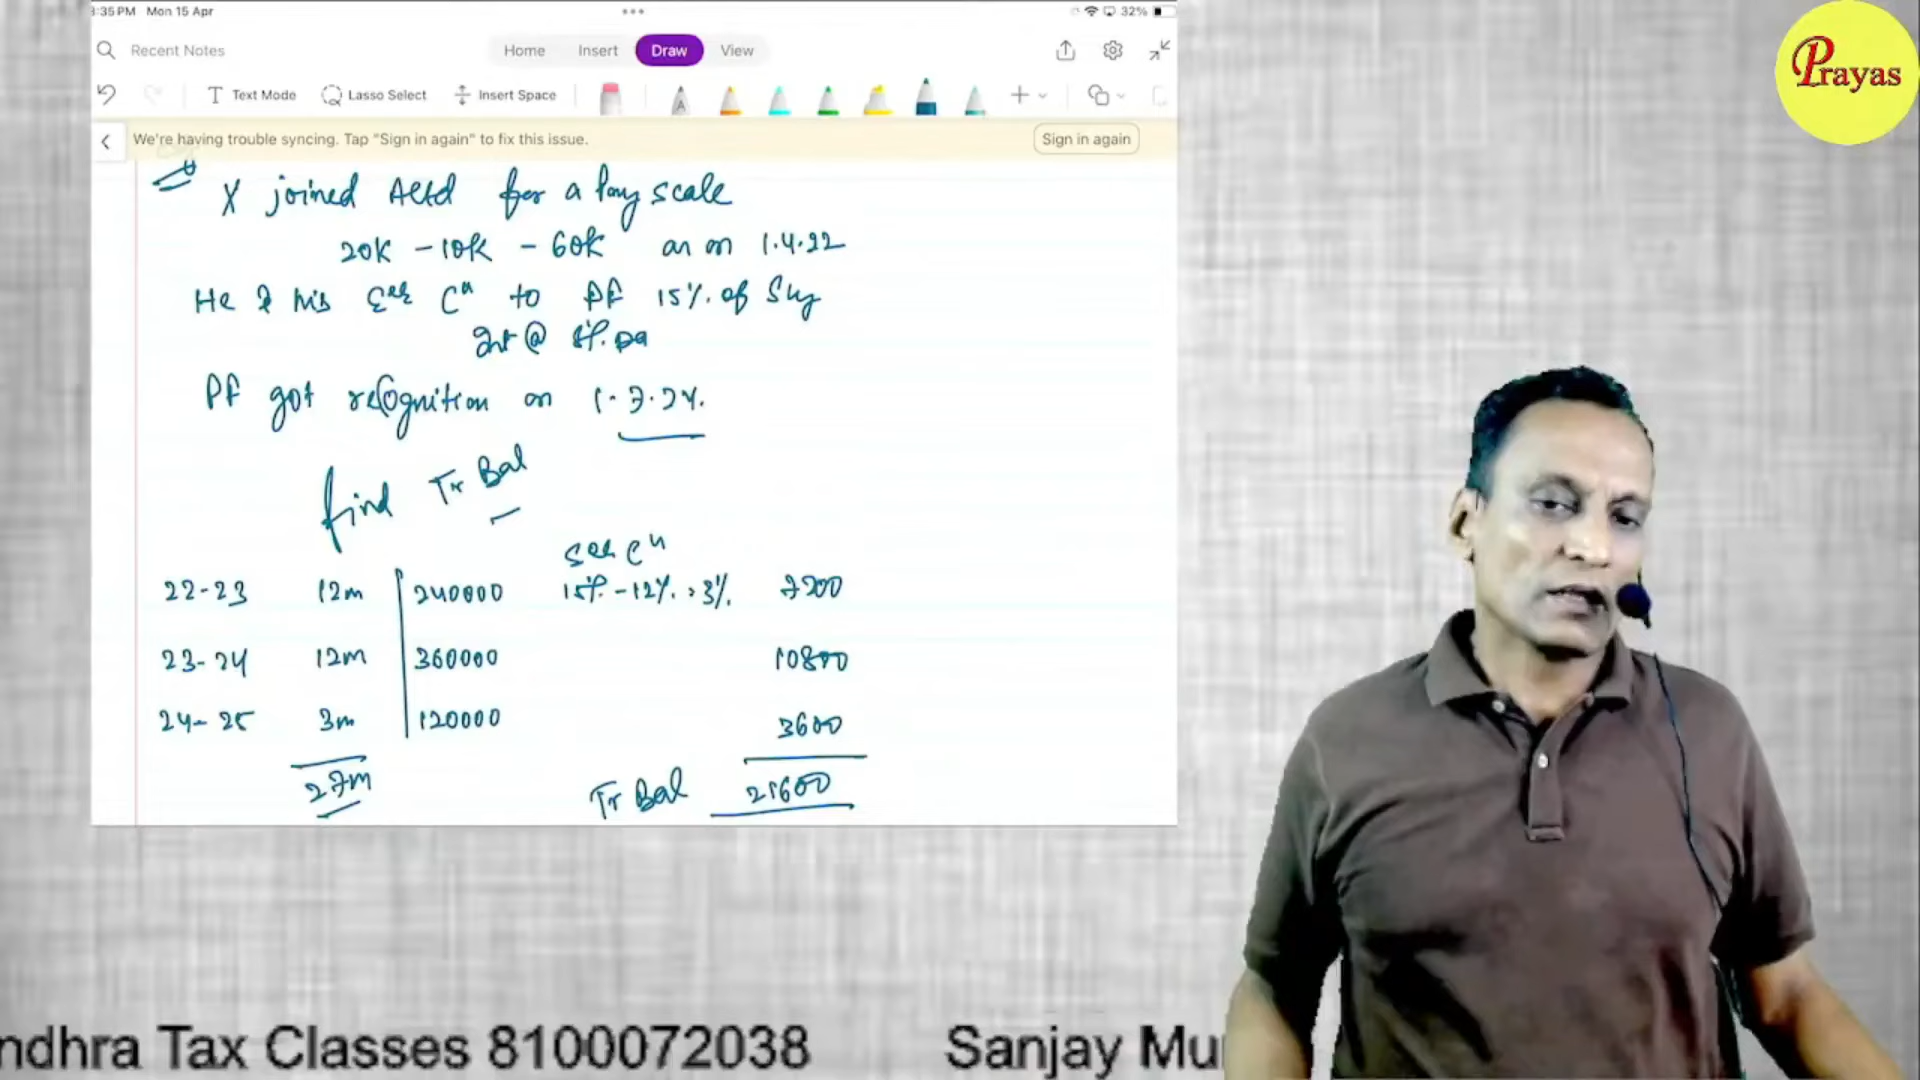 3:35 PM Mon 15 Apr
32%
Recent Notes
Home Insert Draw View
Text Mode Lasso Select Insert Space
We're having trouble syncing. Tap "Sign in again" to fix this issue.
Sign in again
Prayas
X joined A Ltd for a pay scale
20K - 10K - 60K as on 1.4.22
He & his Eer Cn to PF 15% of Sly
Int @ 8% pa
PF got recognition on 1.7.24.
find Tr Bal
Eer Cn
22-23 12m 240000 15% - 12% = 3% 7200
23-24 12m 360000 10800
24-25 3m 120000 3600
27m Tr Bal 21600
ndhra Tax Classes 8100072038 Sanjay Mu